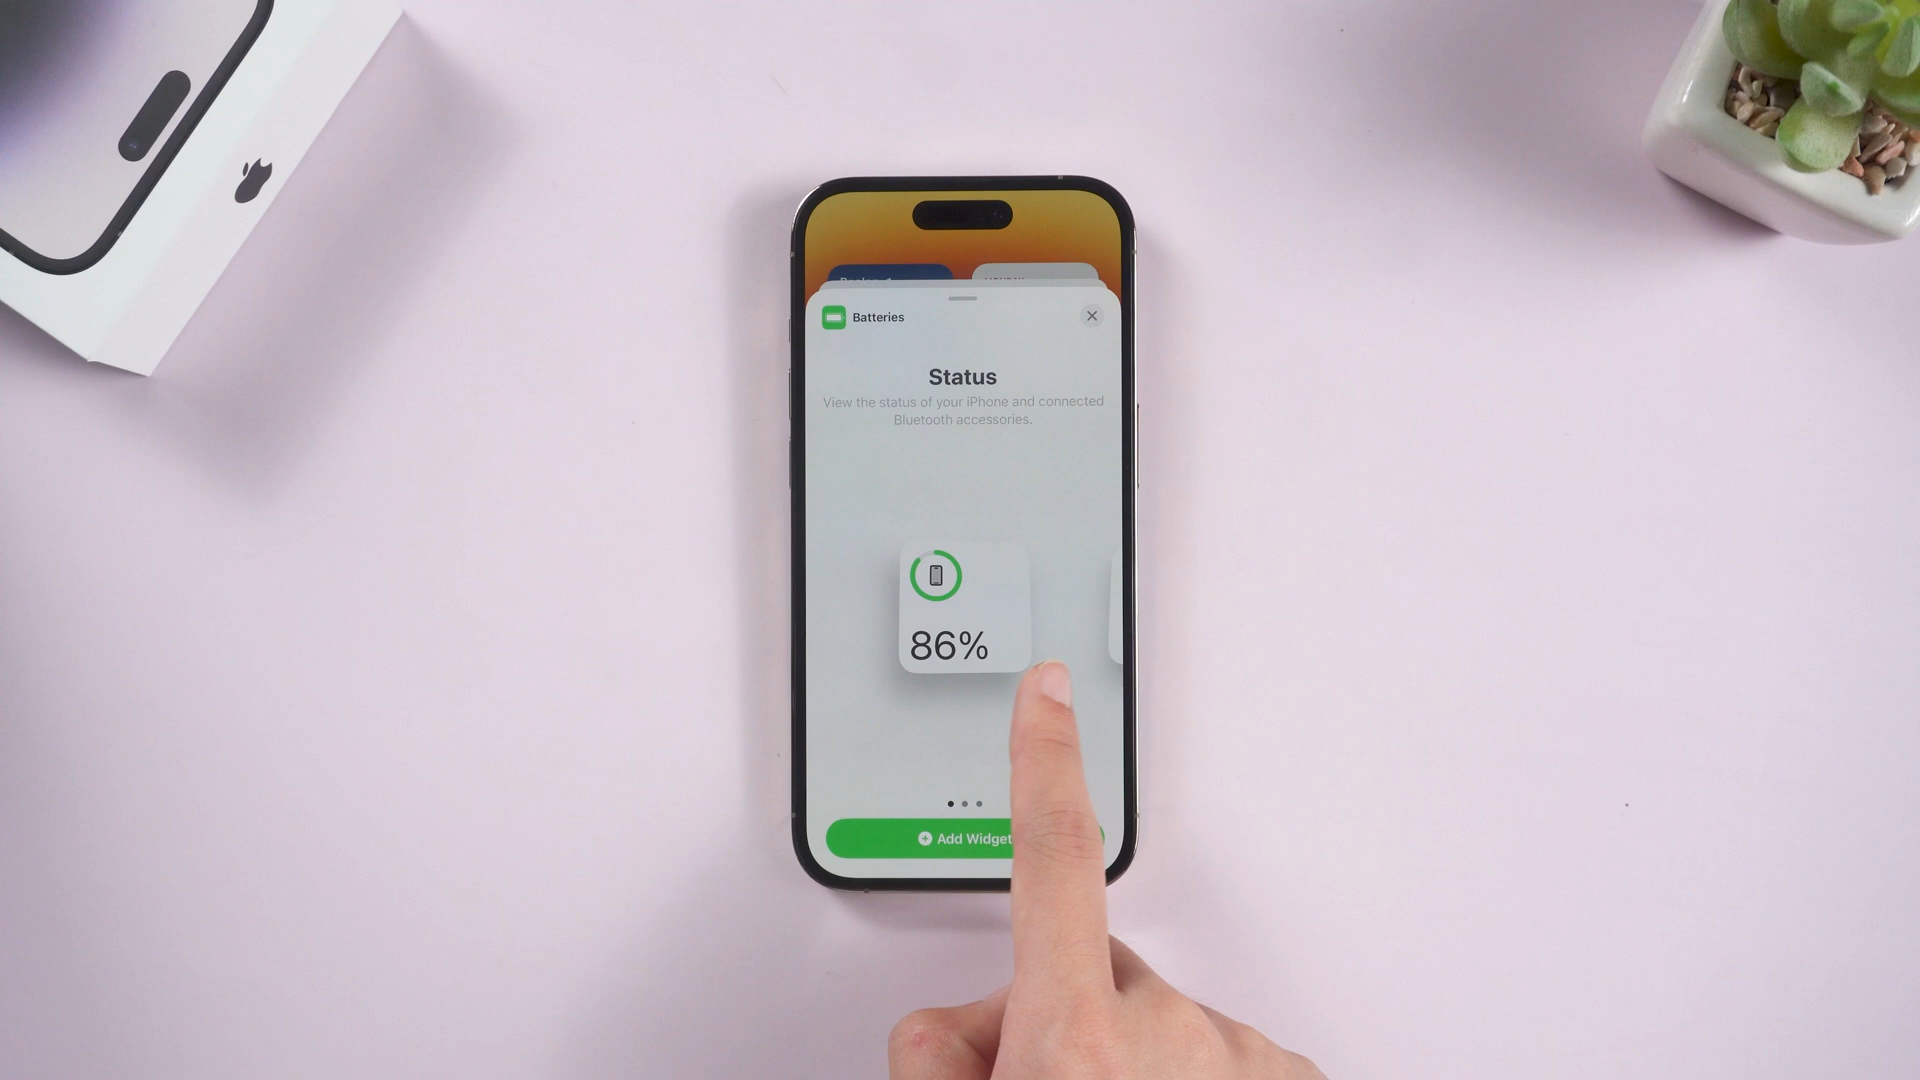 Batteries
Status
View the status of your iPhone and connected
Bluetooth accessories.
86%
Add Widget